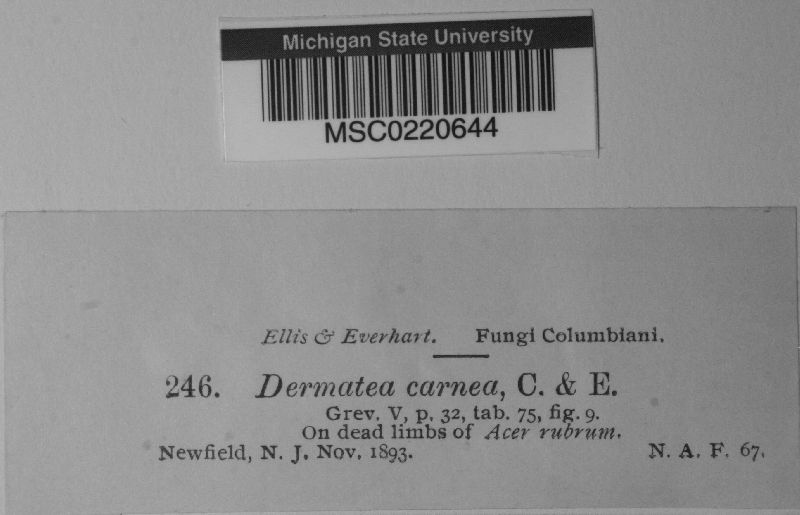 Michigan State University
MSC0220644
Ellis & Everhart. Fungi Columbiani.
246. Dermatea carnea, C. & E.
Grev. V, p. 32, tab. 75, fig. 9.
On dead limbs of Acer rubrum.
Newfield, N. J. Nov. 1893. N. A. F. 67.